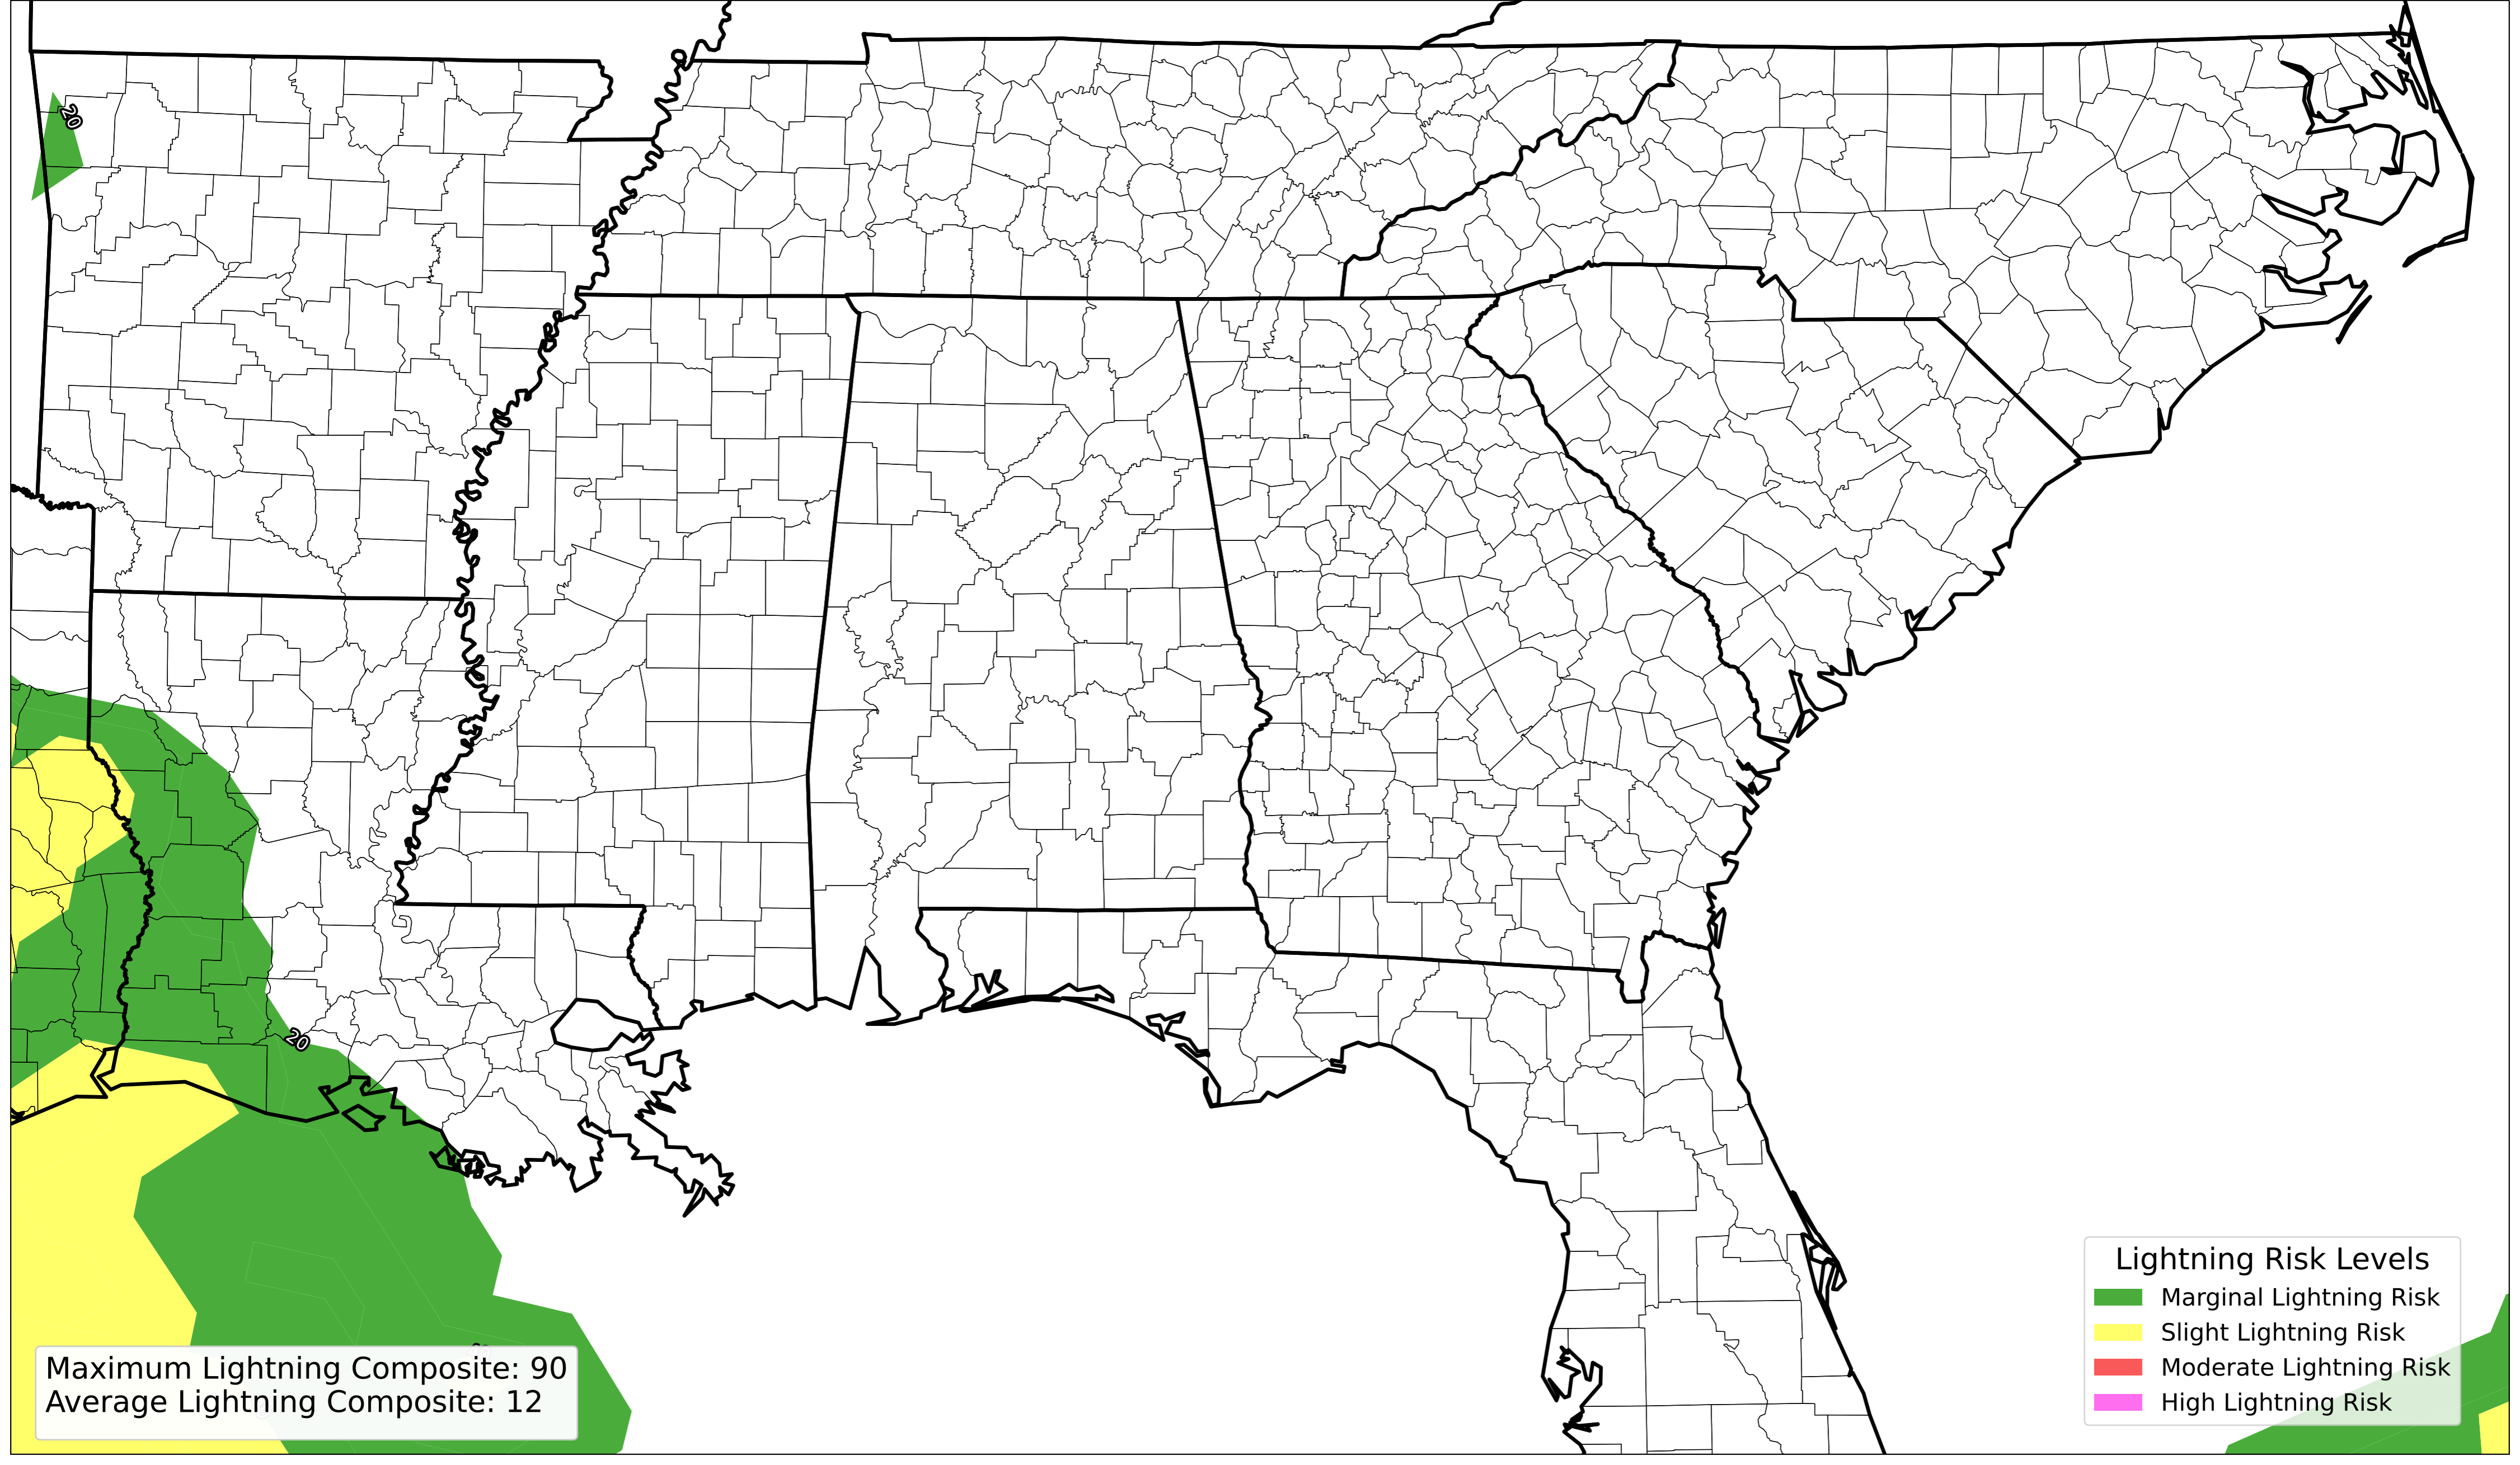 20
20
Maximum Lightning Composite: 90
Average Lightning Composite: 12
Lightning Risk Levels
Marginal Lightning Risk
Slight Lightning Risk
Moderate Lightning Risk
High Lightning Risk